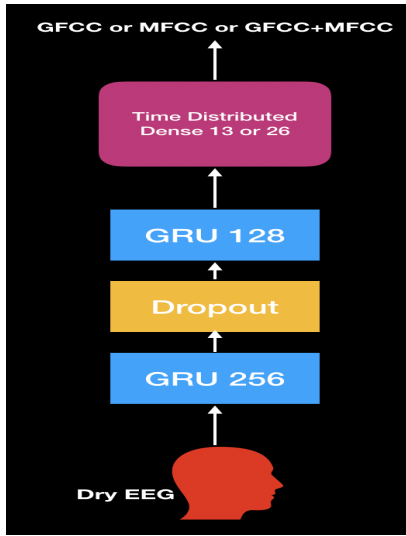 GFCC or MFCC or GFCC+MFCC
Time Distributed
Dense 13 or 26
GRU 128
Dropout
GRU 256
Dry EEG